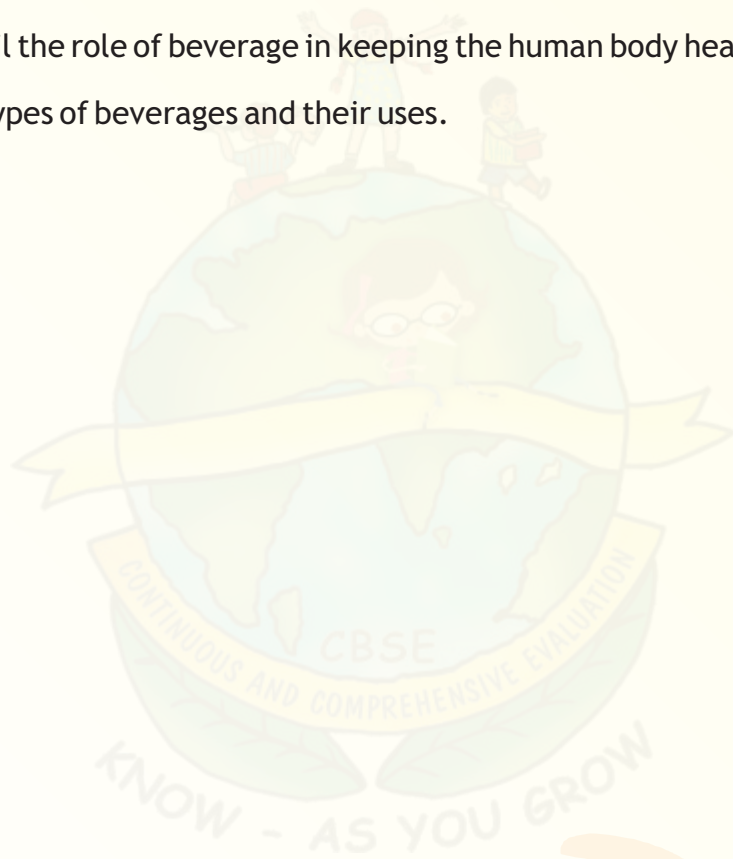 l the role of beverage in keeping the human body hea
ypes of beverages and their uses.
CBSE
CONTINUOUS AND COMPREHENSIVE EVALUATION
KNOW - AS YOU GROW